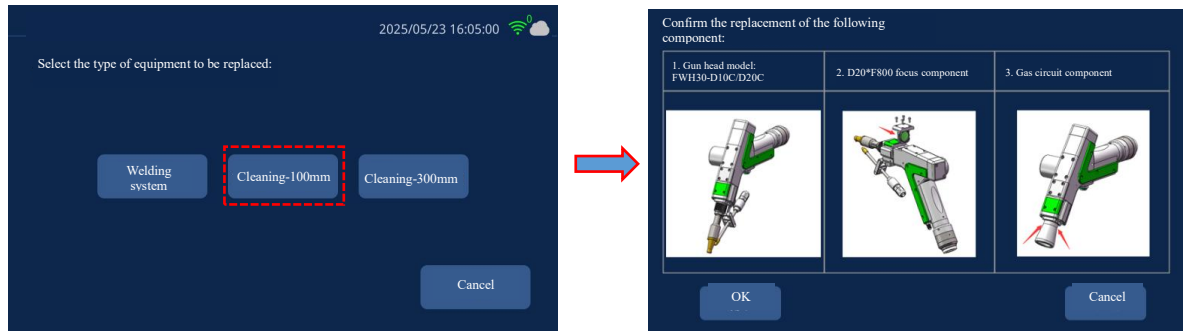 2025/05/23 16:05:00
0
Select the type of equipment to be replaced:
Welding
system
Cleaning-100mm
Cleaning-300mm
Cancel
Confirm the replacement of the following
component:
1. Gun head model:
FWH30-D10C/D20C
2. D20*F800 focus component
3. Gas circuit component
OK
Cancel